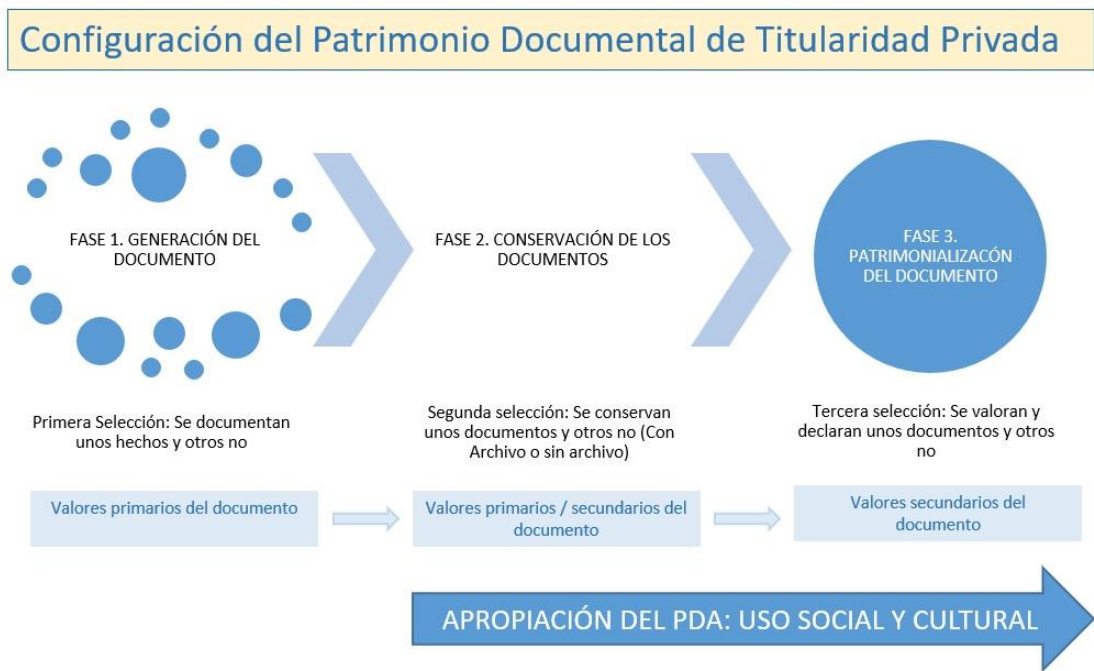 Configuración del Patrimonio Documental de Titularidad Privada
FASE 1. GENERACIÓN DEL
DOCUMENTO
FASE 2. CONSERVACIÓN DE LOS
DOCUMENTOS
FASE 3.
PATRIMONIALIZACÓN
DEL DOCUMENTO
Primera Selección: Se documentan
unos hechos y otros no
Segunda selección: Se conservan
unos documentos y otros no (Con
Archivo o sin archivo)
Tercera selección: Se valoran y
declaran unos documentos y otros
no
Valores primarios del documento
Valores primarios / secundarios del
documento
Valores secundarios del
documento
APROPIACIÓN DEL PDA: USO SOCIAL Y CULTURAL